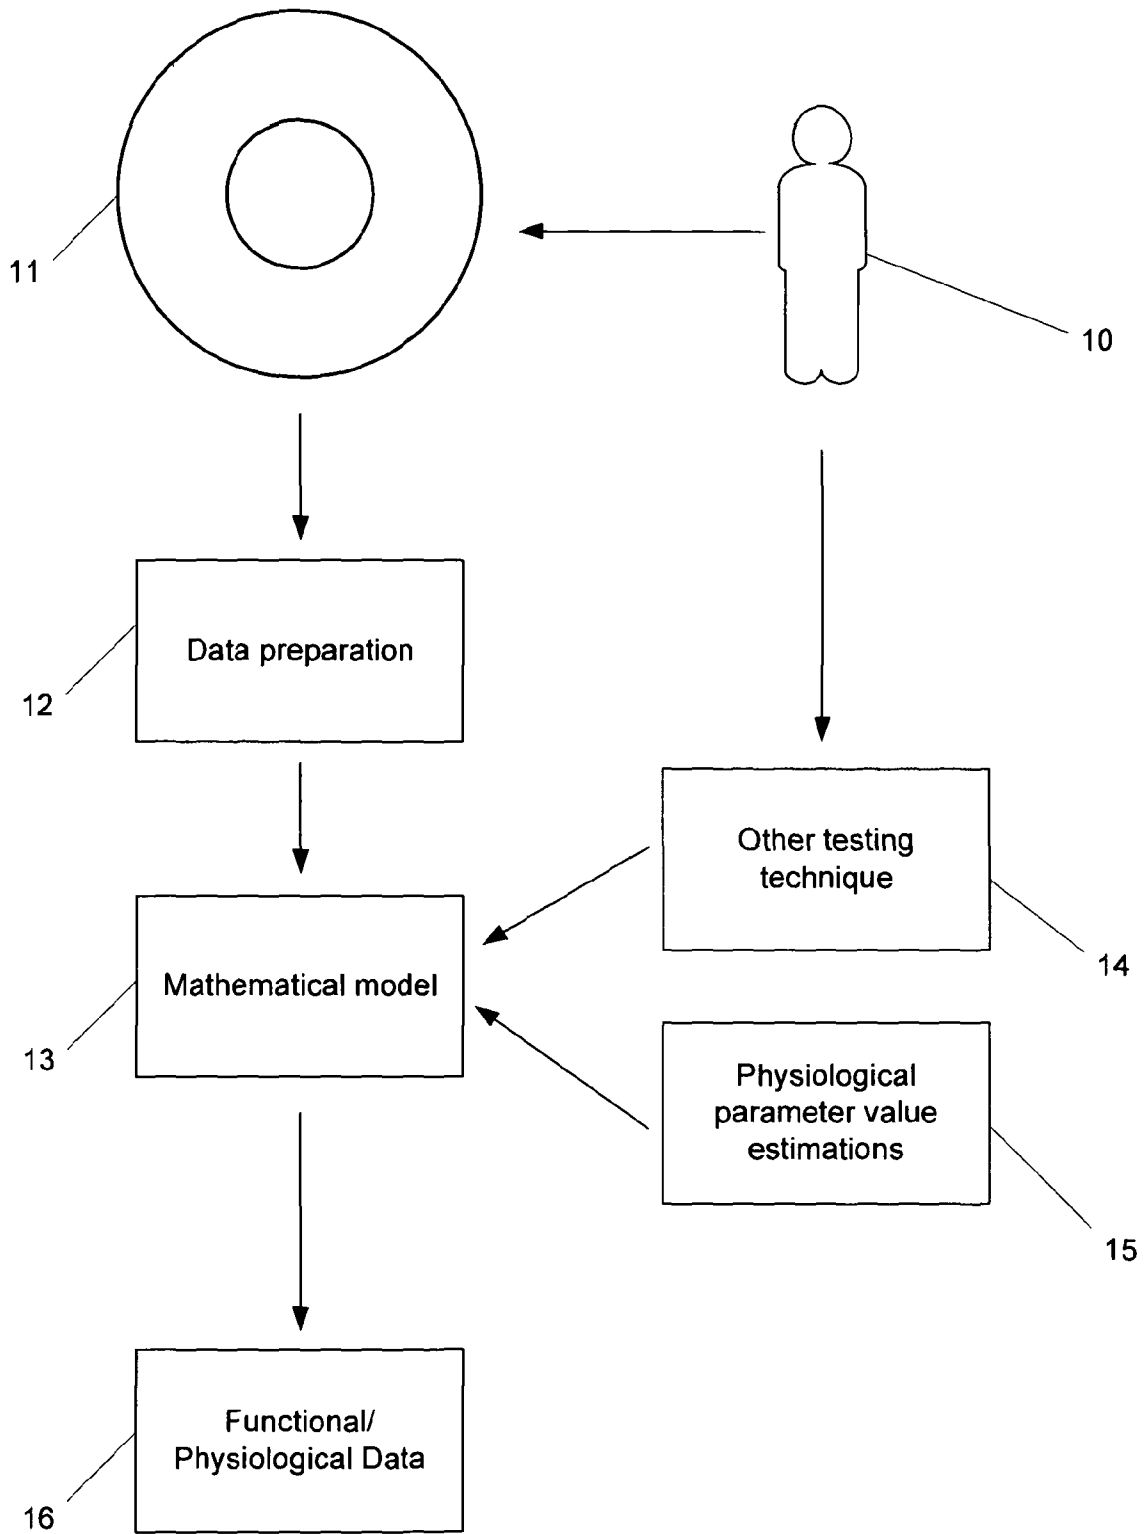 11
10
Data preparation
12
Other testing
technique
14
Mathematical model
13
Physiological
parameter value
estimations
15
Functional/
Physiological Data
16